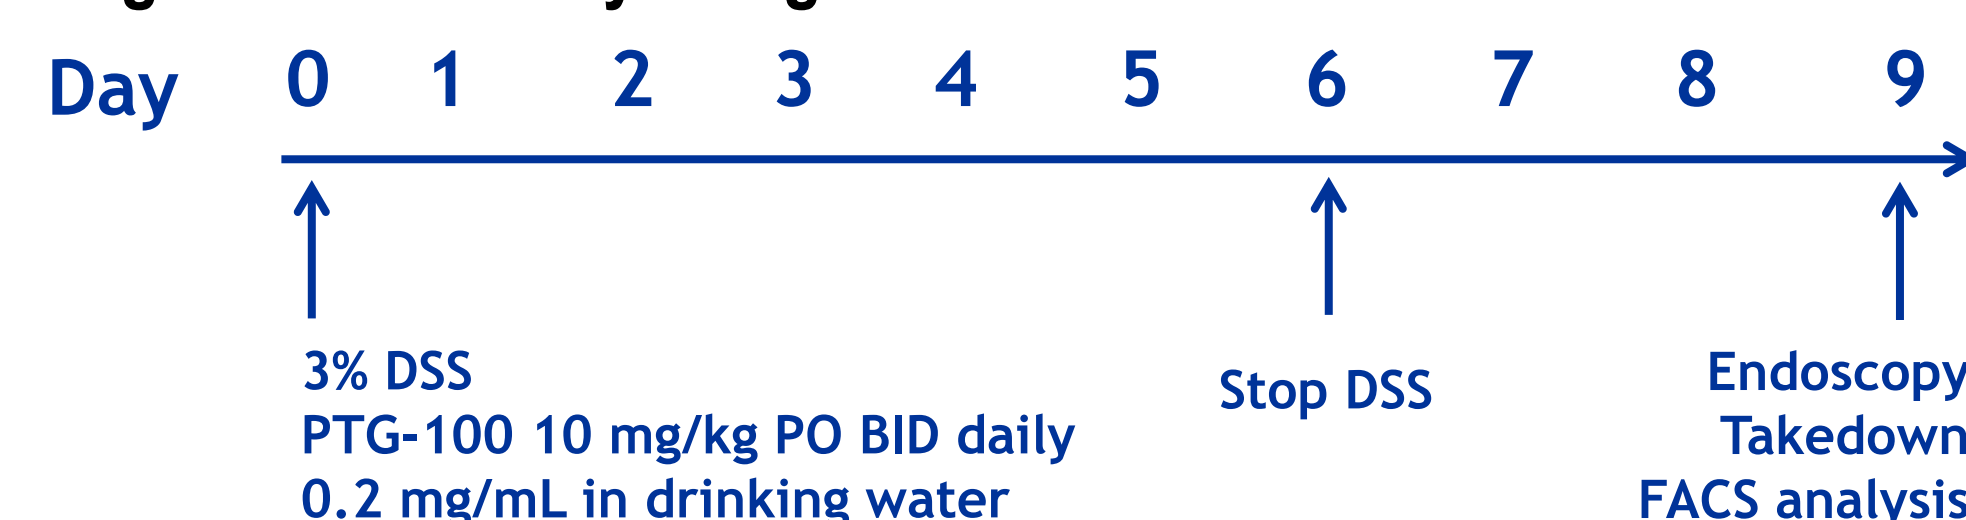 Day 0 1 2 3 4 5 6 7 8 9
3% DSS
PTG-100 10 mg/kg PO BID daily
0.2 mg/mL in drinking water
Stop DSS
Endoscopy
Takedown
FACS analysis